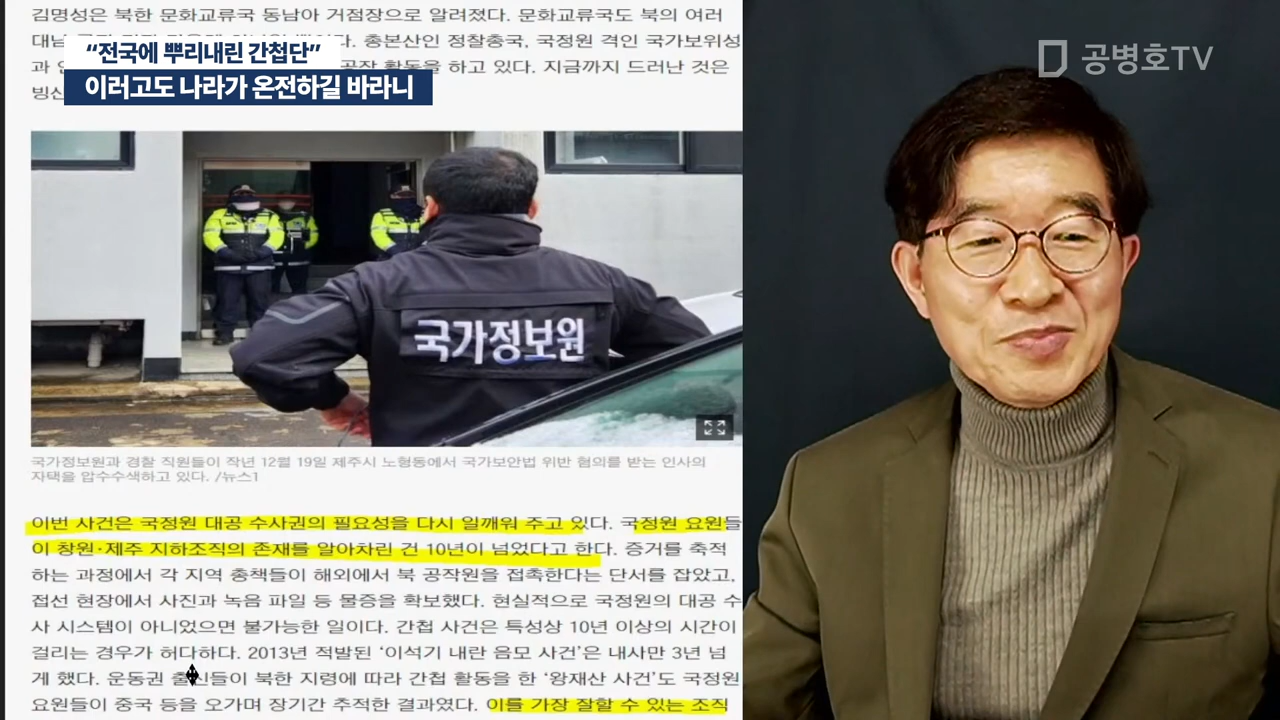 김명성은 북한 문화교류국 동남아 거점장으로 알려졌다. 문화교류국도 북의 여러
다. 총본산인 정찰총국, 국정원 격인 국가보위성
공작 활동을 하고 있다. 지금까지 드러난 것은
“전국에 뿌리내린 간첩단”
이러고도 나라가 온전하길 바라니
공병호TV
국가정보원
국가정보원과 경찰 직원들이 작년 12월 19일 제주시 노형동에서 국가보안법 위반 혐의를 받는 인사의
자택을 압수수색하고 있다. /뉴스1
이번 사건은 국정원 대공 수사권의 필요성을 다시 일깨워 주고 있다. 국정원 요원들
이 창원·제주 지하조직의 존재를 알아차린 건 10년이 넘었다고 한다. 증거를 축적
하는 과정에서 각 지역 총책들이 해외에서 북 공작원을 접촉한다는 단서를 잡았고,
접선 현장에서 사진과 녹음 파일 등 물증을 확보했다. 현실적으로 국정원의 대공 수
사 시스템이 아니었으면 불가능한 일이다. 간첩 사건은 특성상 10년 이상의 시간이
걸리는 경우가 허다하다. 2013년 적발된 ‘이석기 내란 음모 사건’은 내사만 3년 넘
게 했다. 운동권 출신들이 북한 지령에 따라 간첩 활동을 한 ‘왕재산 사건’도 국정원
요원들이 중국 등을 오가며 장기간 추적한 결과였다. 이를 가장 잘할 수 있는 조직